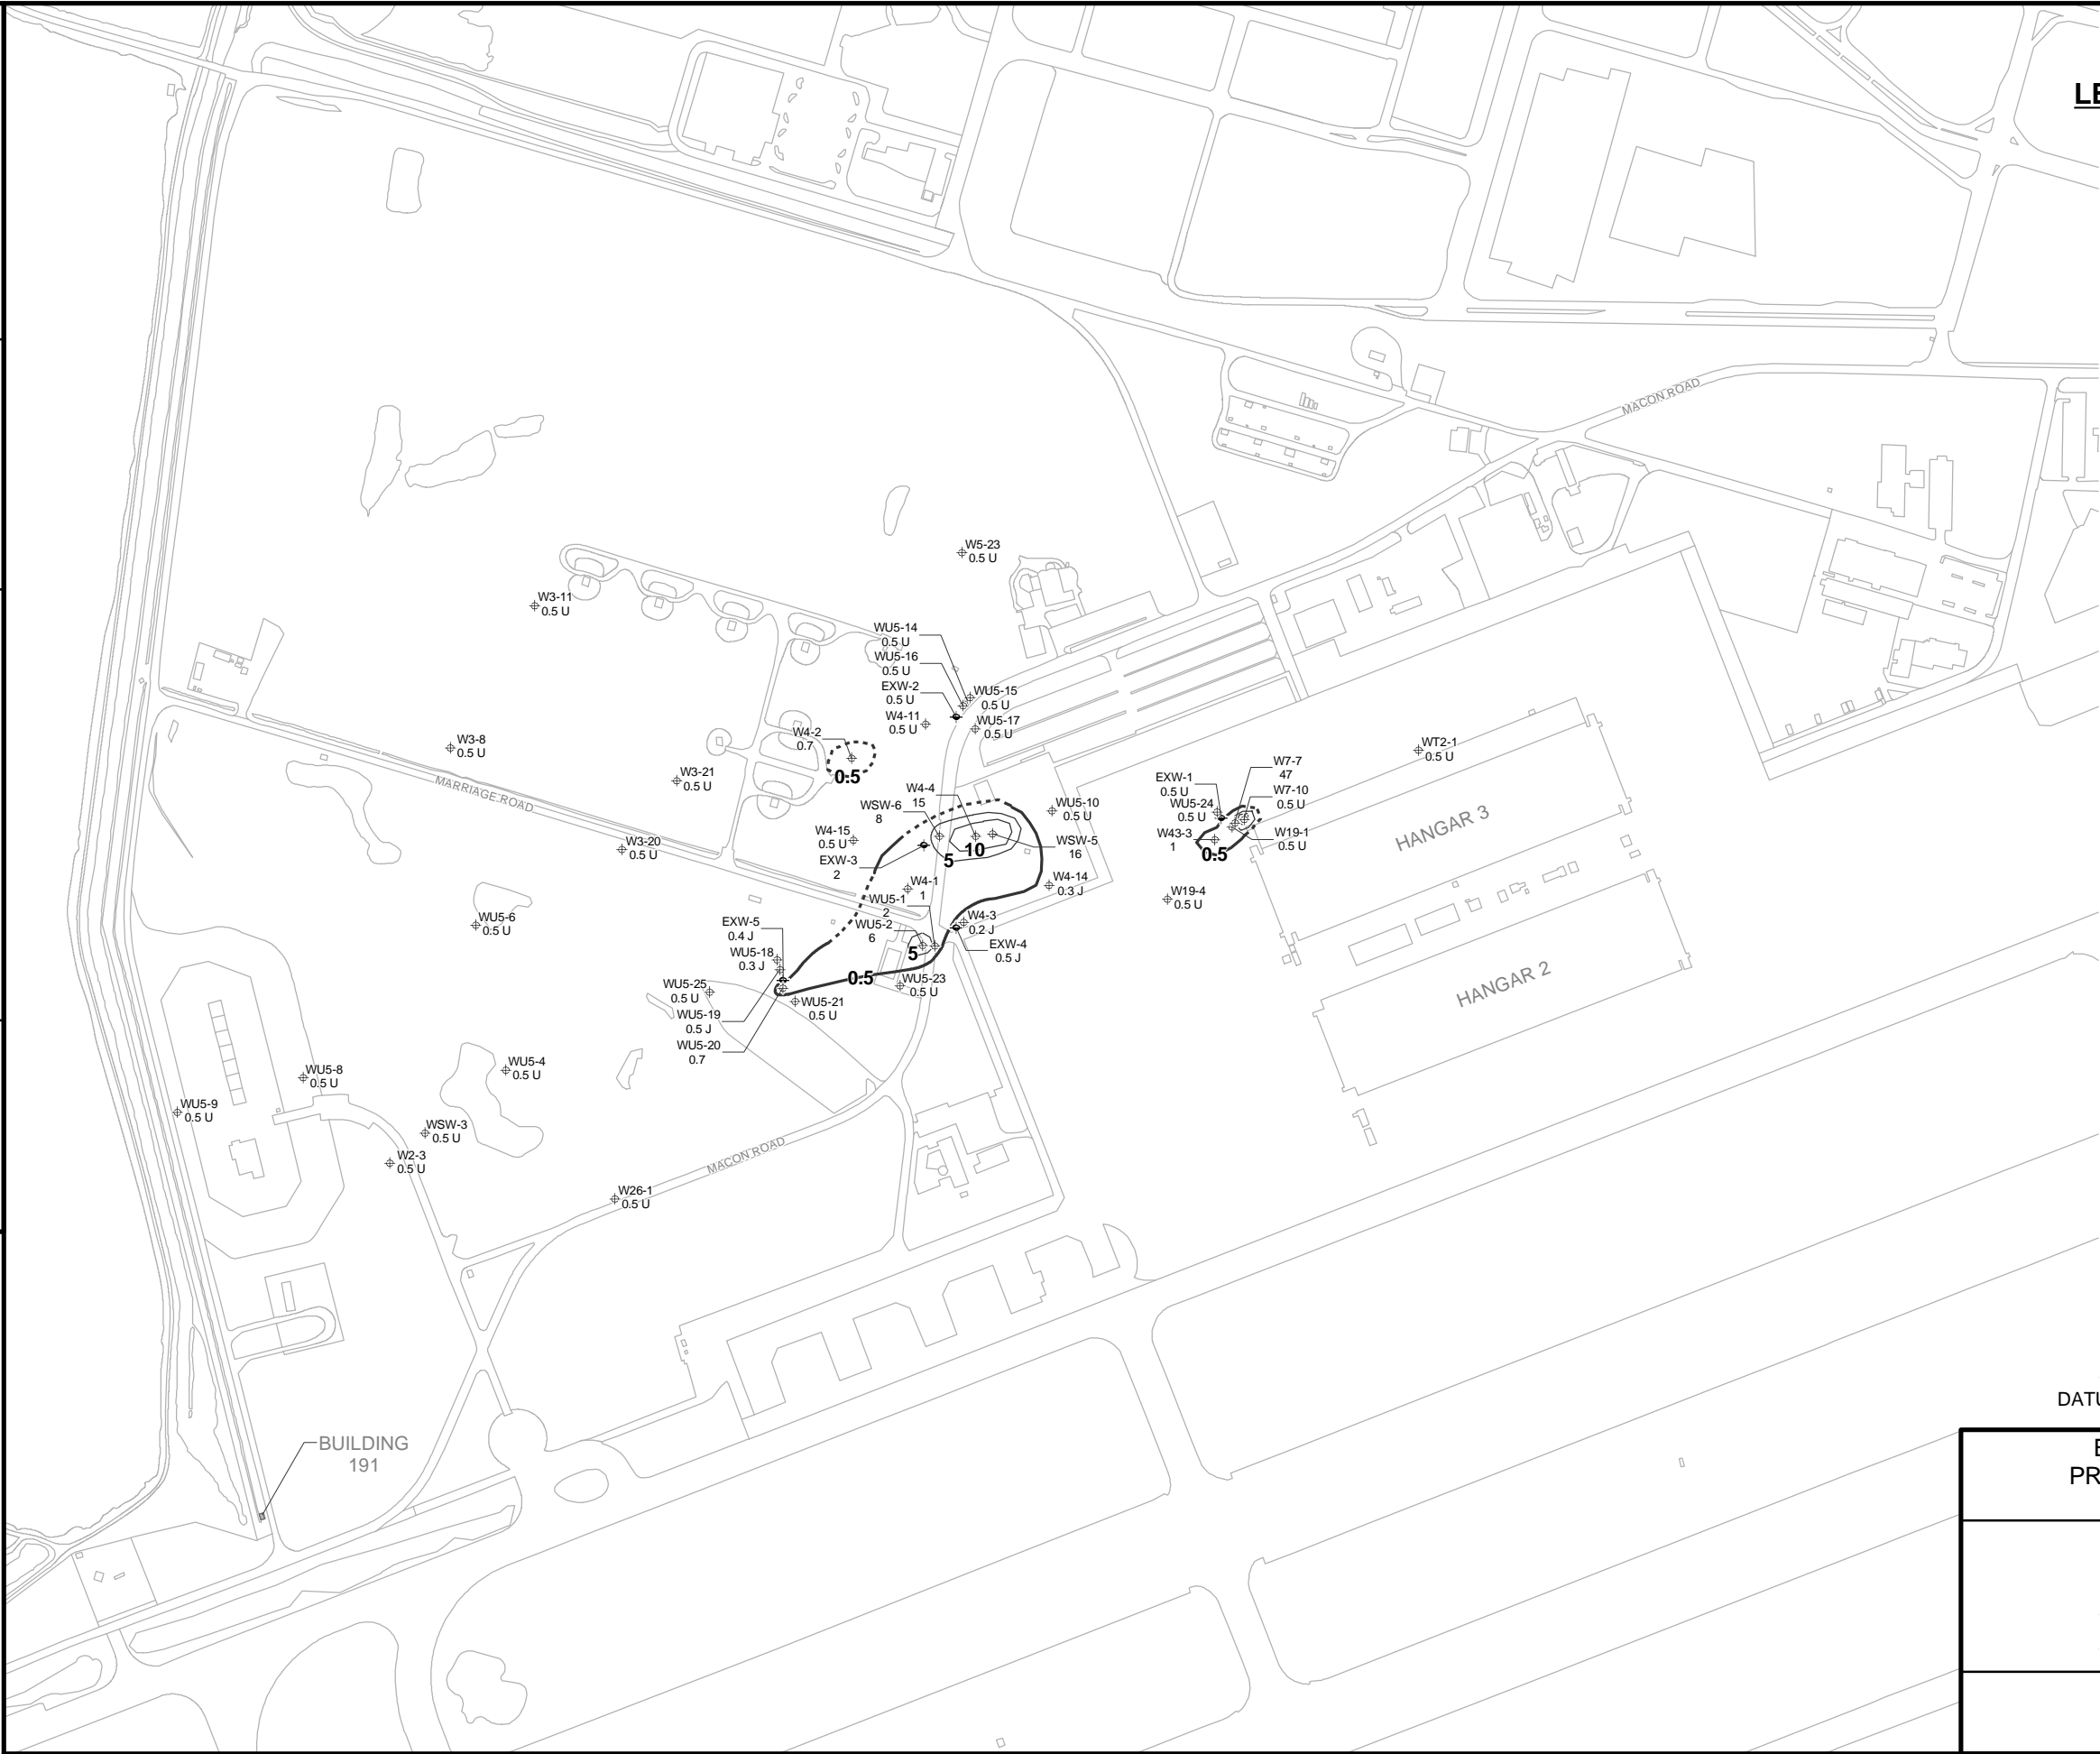 LE
MACON ROAD
W5-23
0.5 U
W3-11
0.5 U
WU5-14
0.5 U
WU5-16
0.5 U
EXW-2
0.5 U
WU5-15
0.5 U
W4-11
0.5 U
WU5-17
0.5 U
W4-2
0.7
0.5
W3-8
0.5 U
W3-21
0.5 U
MARRIAGE ROAD
WT2-1
0.5 U
W7-7
47
EXW-1
0.5 U
W7-10
0.5 U
WU5-24
0.5 U
W43-3
1
W19-1
0.5 U
0.5
W4-4
15
WSW-6
8
WU5-10
0.5 U
W4-15
0.5 U
EXW-3
2
5
10
WSW-5
16
HANGAR 3
W3-20
0.5 U
W4-1
1
W4-14
0.3 J
W19-4
0.5 U
WU5-1
2
WU5-2
6
W4-3
0.2 J
EXW-4
0.5 J
WU5-6
0.5 U
EXW-5
0.4 J
5
WU5-18
0.3 J
0.5
WU5-23
0.5 U
WU5-25
0.5 U
WU5-21
0.5 U
WU5-19
0.5 J
WU5-20
0.7
HANGAR 2
WU5-4
0.5 U
WU5-8
0.5 U
WU5-9
0.5 U
WSW-3
0.5 U
W2-3
0.5 U
MACON ROAD
W26-1
0.5 U
BUILDING
191
DATU
E
PR